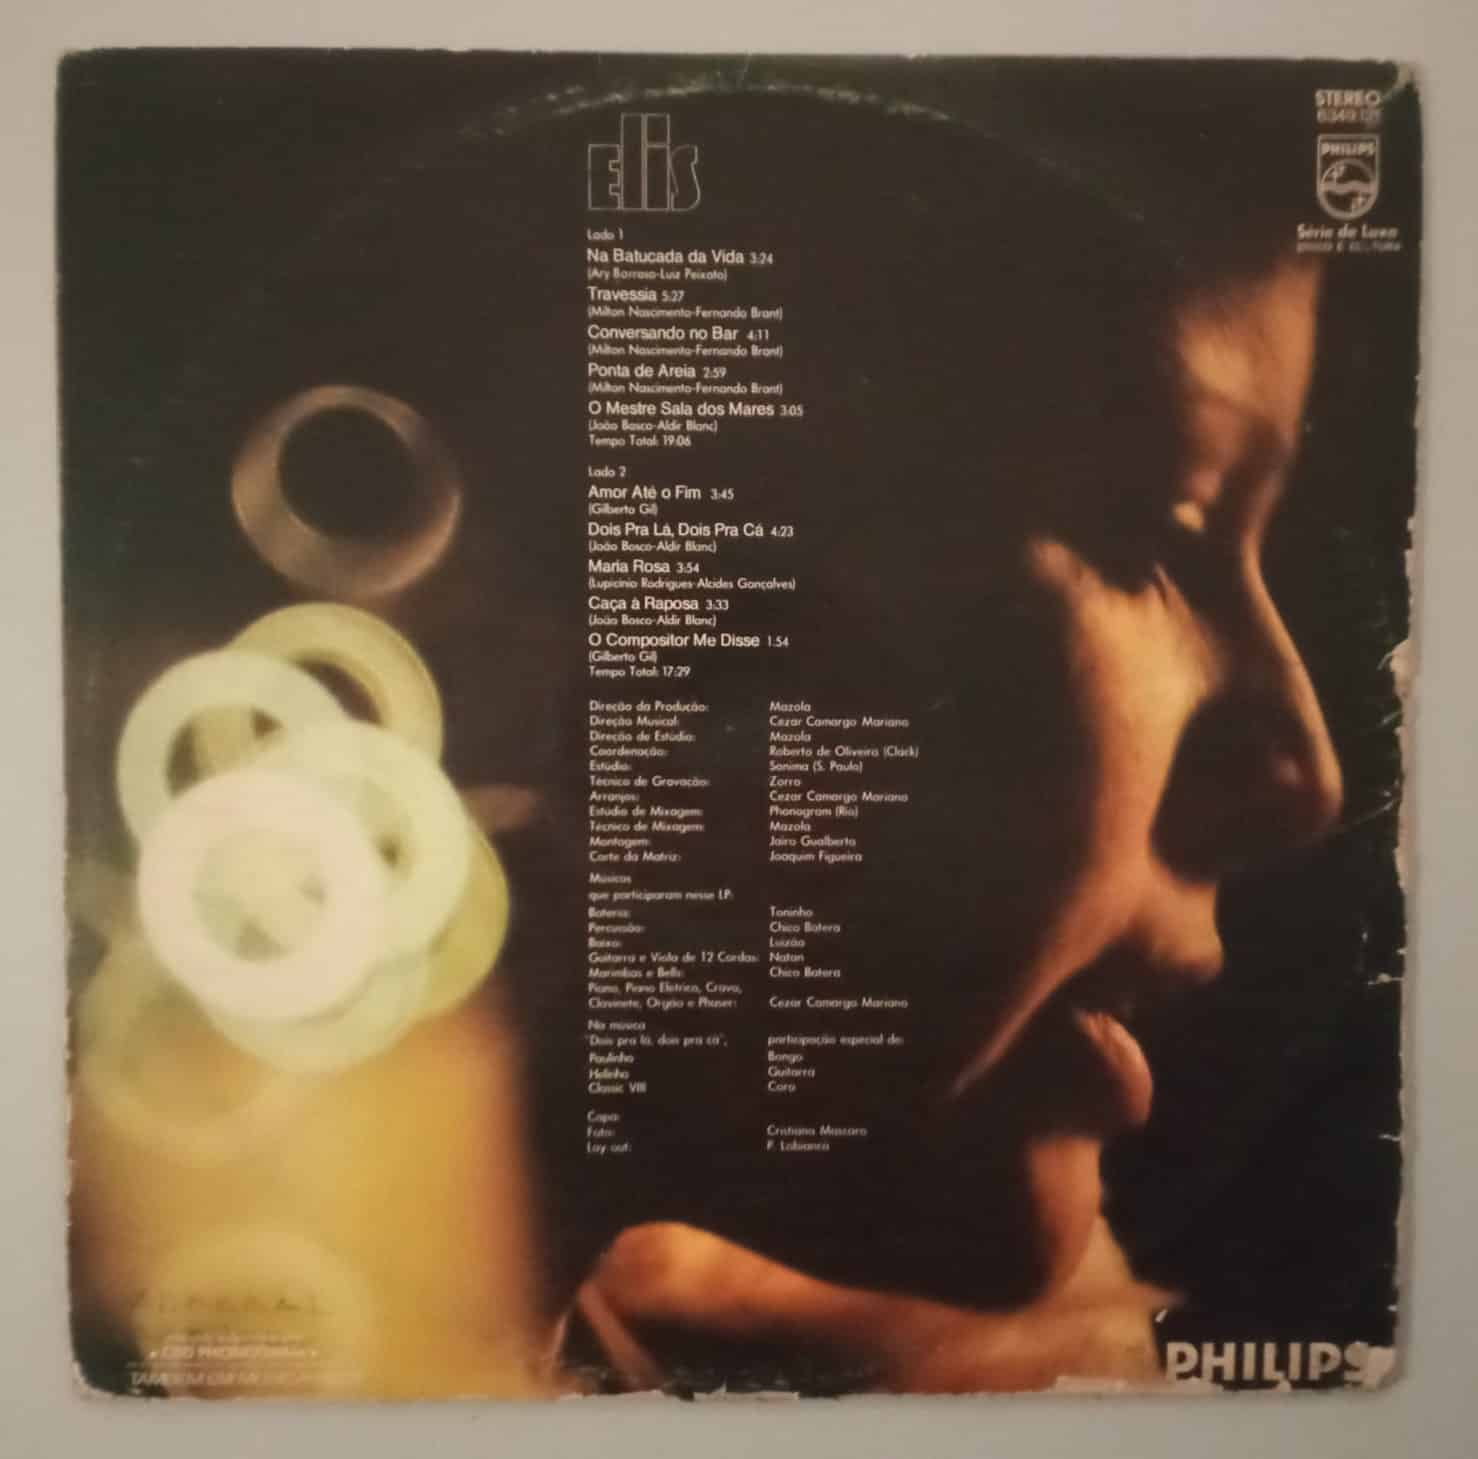 Elis
STEREO
6349 121
PHILIPS
Série de Luxo
DISCO É CULTURA
Lado 1
Na Batucada da Vida 3:24
(Ary Barroso-Luiz Peixoto)
Travessia 5:27
(Milton Nascimento-Fernando Brant)
Conversando no Bar 4:11
(Milton Nascimento-Fernando Brant)
Ponta de Areia 2:59
(Milton Nascimento-Fernando Brant)
O Mestre Sala dos Mares 3:05
(João Bosco-Aldir Blanc)
Tempo Total: 19:06
Lado 2
Amor Até o Fim 3:45
(Gilberto Gil)
Dois Pra Lá, Dois Pra Cá 4:23
(João Bosco-Aldir Blanc)
Maria Rosa 3:54
(Lupicínio Rodrigues-Alcides Gonçalves)
Caça à Raposa 3:33
(João Bosco-Aldir Blanc)
O Compositor Me Disse 1:54
(Gilberto Gil)
Tempo Total: 17:29
Direção da Produção: Mazola
Direção Musical: Cezar Camargo Mariano
Direção de Estúdio: Mazola
Coordenação: Roberto de Oliveira (Clack)
Estúdio: Sonima (S. Paulo)
Técnico de Gravação: Zorro
Arranjos: Cezar Camargo Mariano
Estúdio de Mixagem: Phonogram (Rio)
Técnico de Mixagem: Mazola
Montagem: Jairo Gualberto
Corte da Matriz: Joaquim Figueira
Músicos
que participaram nesse LP:
Bateria: Toninho
Percussão: Chico Batera
Baixo: Luizão
Guitarra e Viola de 12 Cordas: Natan
Marimbas e Bells: Chico Batera
Piano, Piano Elétrico, Cravo,
Clavinete, Orgão e Phaser: Cezar Camargo Mariano
Na música
"Dois pra lá, dois pra cá", participação especial de:
Paulinho Bongo
Helinho Guitarra
Classic VIII Coro
Capa:
Foto: Cristiano Mascaro
Lay out: P. Labianca
PHILIPS